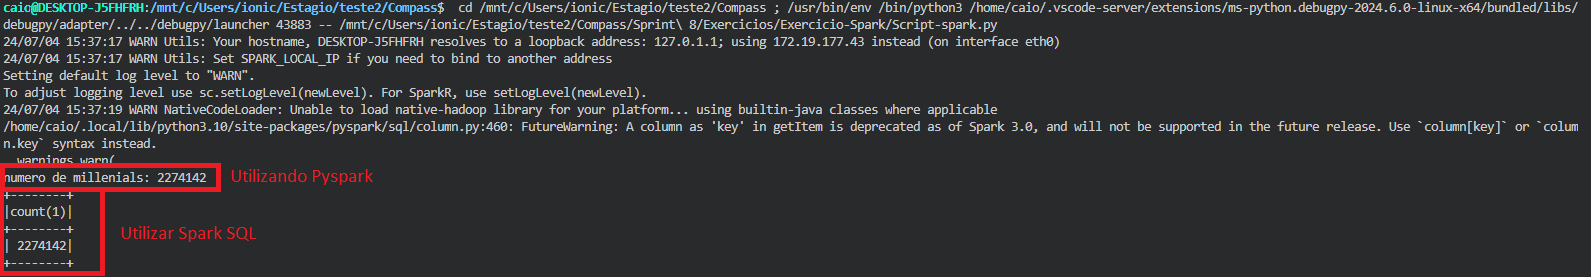 caio@DESKTOP-J5FHFRH:/mnt/c/Users/ionic/Estagio/teste2/Compass$  cd /mnt/c/Users/ionic/Estagio/teste2/Compass ; /usr/bin/env /bin/python3 /home/caio/.vscode-server/extensions/ms-python.debugpy-2024.6.0-linux-x64/bundled/libs/
debugpy/adapter/../../debugpy/launcher 43883 -- /mnt/c/Users/ionic/Estagio/teste2/Compass/Sprint\ 8/Exercicios/Exercicio-Spark/Script-spark.py
24/07/04 15:37:17 WARN Utils: Your hostname, DESKTOP-J5FHFRH resolves to a loopback address: 127.0.1.1; using 172.19.177.43 instead (on interface eth0)
24/07/04 15:37:17 WARN Utils: Set SPARK_LOCAL_IP if you need to bind to another address
Setting default log level to "WARN".
To adjust logging level use sc.setLogLevel(newLevel). For SparkR, use setLogLevel(newLevel).
24/07/04 15:37:19 WARN NativeCodeLoader: Unable to load native-hadoop library for your platform... using builtin-java classes where applicable
/home/caio/.local/lib/python3.10/site-packages/pyspark/sql/column.py:460: FutureWarning: A column as 'key' in getItem is deprecated as of Spark 3.0, and will not be supported in the future release. Use `column[key]` or `colum
n.key` syntax instead.
  warnings.warn(
numero de millenials: 2274142 Utilizando Pyspark
+--------+
|count(1)|
+--------+ Utilizar Spark SQL
| 2274142|
+--------+